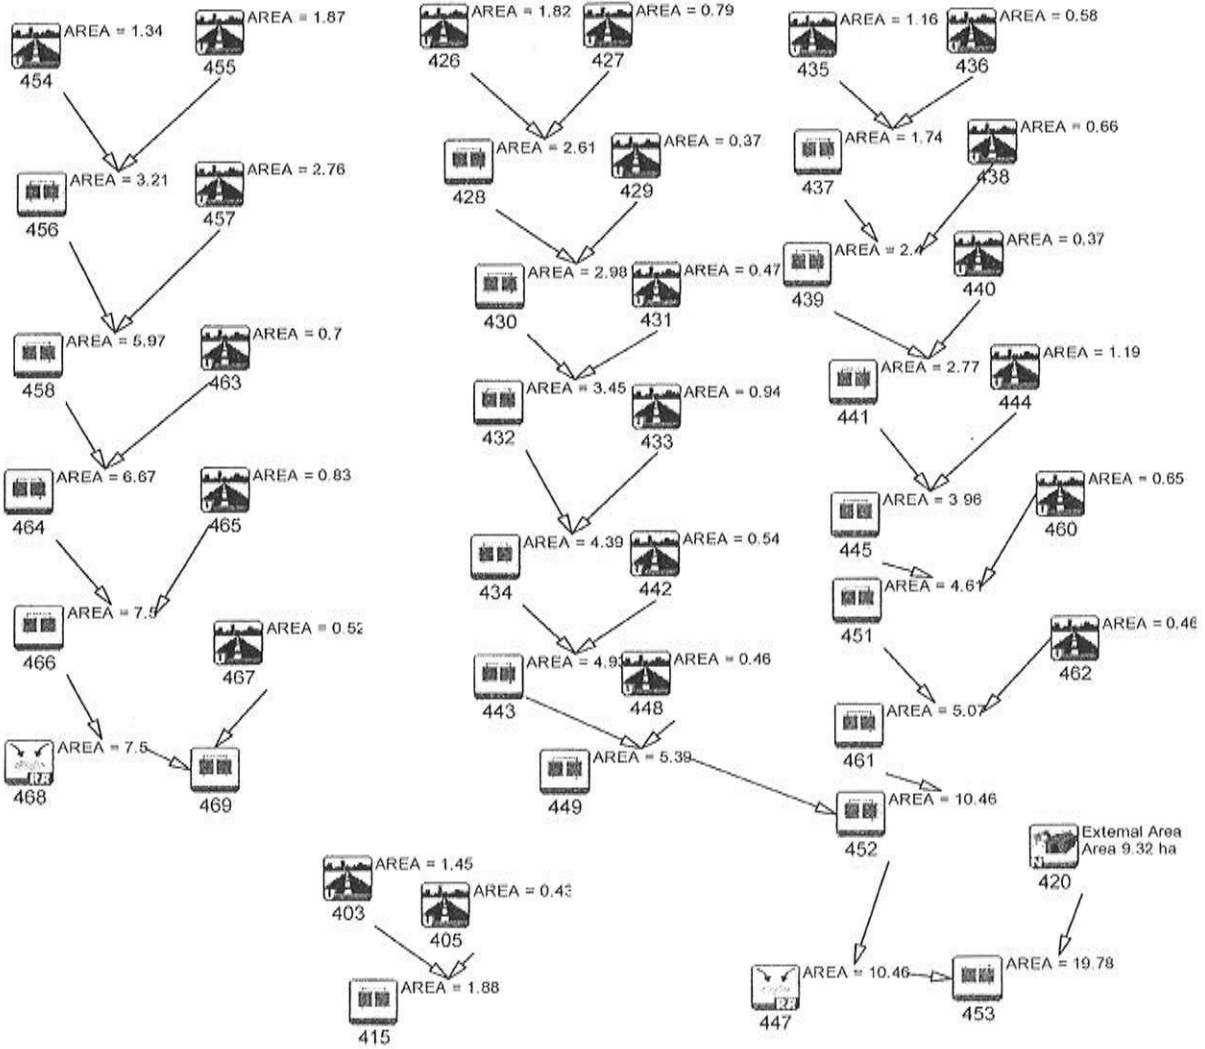 AREA = 1.34
454
AREA = 1.87
455
AREA = 3.21
456
AREA = 2.76
457
AREA = 5.97
458
AREA = 0.7
463
AREA = 6.67
464
AREA = 0.83
465
AREA = 7.5
466
AREA = 0.52
467
AREA = 7.5
468
RR
469
AREA = 1.82
426
AREA = 0.79
427
AREA = 2.61
428
AREA = 0.37
429
AREA = 2.98
430
AREA = 0.47
431
AREA = 3.45
432
AREA = 0.94
433
AREA = 4.39
434
AREA = 0.54
442
AREA = 4.93
443
AREA = 0.46
448
AREA = 5.39
449
AREA = 1.16
435
AREA = 0.58
436
AREA = 1.74
437
AREA = 0.66
438
AREA = 2.4
439
AREA = 0.37
440
AREA = 2.77
441
AREA = 1.19
444
AREA = 3.96
445
AREA = 0.65
460
AREA = 4.61
451
AREA = 0.46
462
AREA = 5.07
461
AREA = 10.46
452
External Area
Area 9.32 ha
420
AREA = 1.45
403
AREA = 0.43
405
AREA = 1.88
415
AREA = 10.46
RR
447
AREA = 19.78
453